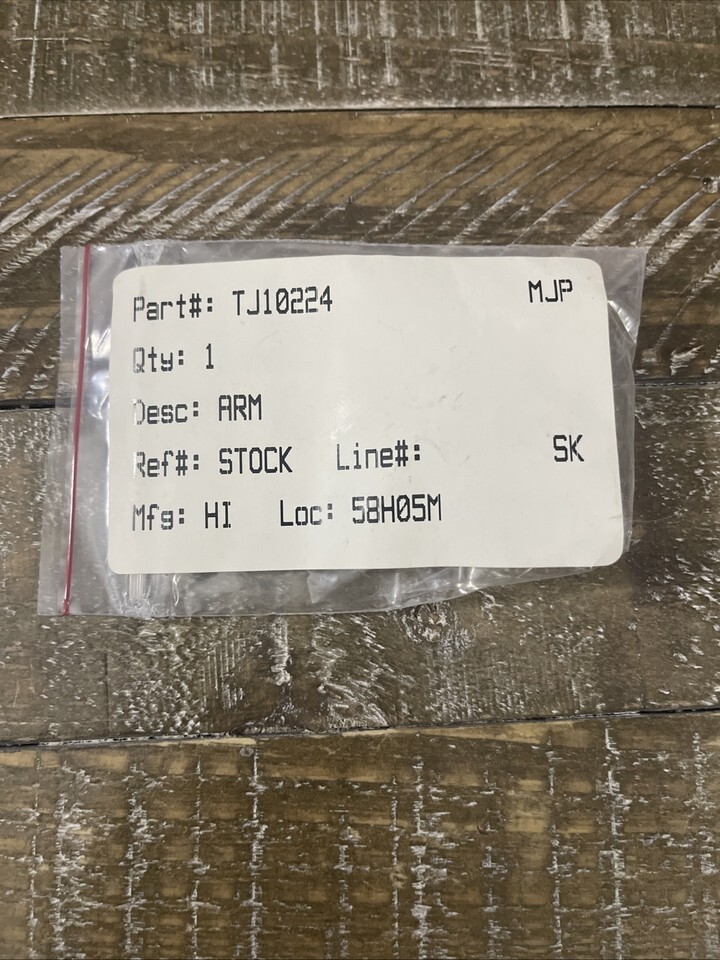 Part#: TJ10224 MJP
Qty: 1
Desc: ARM
Ref#: STOCK Line#: SK
Mfg: HI Loc: 58H05M